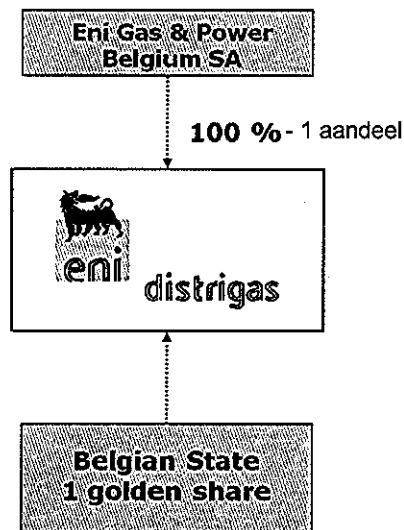 Eni Gas & Power
Belgium SA
100 % - 1 aandeel
eni
distrigas
Belgian State
1 golden share